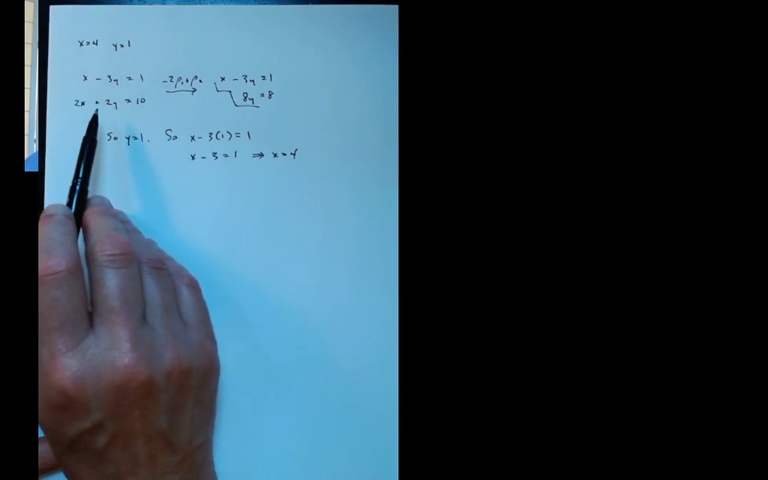 x=4 y=1
x - 3y = 1 -2ρ₁+ρ₂ x - 3y = 1
2x + 2y = 10 8y = 8
So y=1. So x - 3(1) = 1
x - 3 = 1 ⇒ x = 4